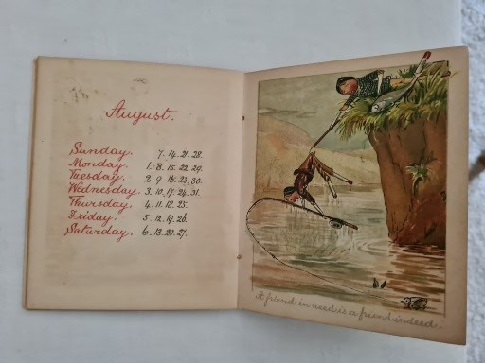 August.
Sunday. 7. 14. 21. 28.
Monday. 1. 8. 15. 22. 29.
Tuesday. 2. 9. 16. 23. 30.
Wednesday. 3. 10. 17. 24. 31.
Thursday. 4. 11. 18. 25.
Friday. 5. 12. 19. 26.
Saturday. 6. 13. 20. 27.
A friend in need is a friend indeed.